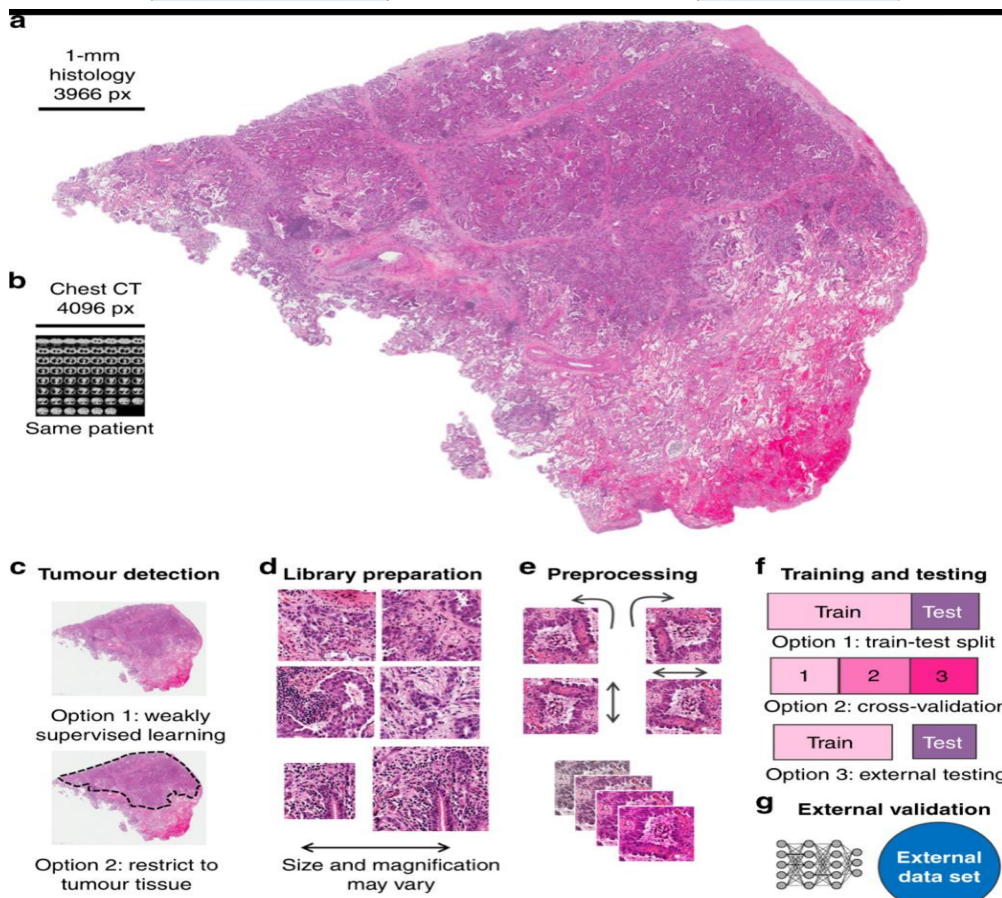 a
1-mm
histology
3966 px
b
Chest CT
4096 px
Same patient
c Tumour detection
Option 1: weakly
supervised learning
Option 2: restrict to
tumour tissue
d Library preparation
Size and magnification
may vary
e Preprocessing
f Training and testing
Train Test
Option 1: train-test split
1 2 3
Option 2: cross-validation
Train Test
Option 3: external testing
g External validation
External
data set